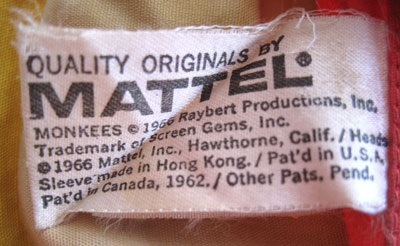 QUALITY ORIGINALS BY
MATTEL®
MONKEES © 1966 Raybert Productions, Inc.
Trademark of Screen Gems, Inc.
©1966 Mattel, Inc., Hawthorne, Calif. / Heads
Sleeve made in Hong Kong. / Pat'd in U.S.A.
Pat'd in Canada, 1962. / Other Pats. Pend.